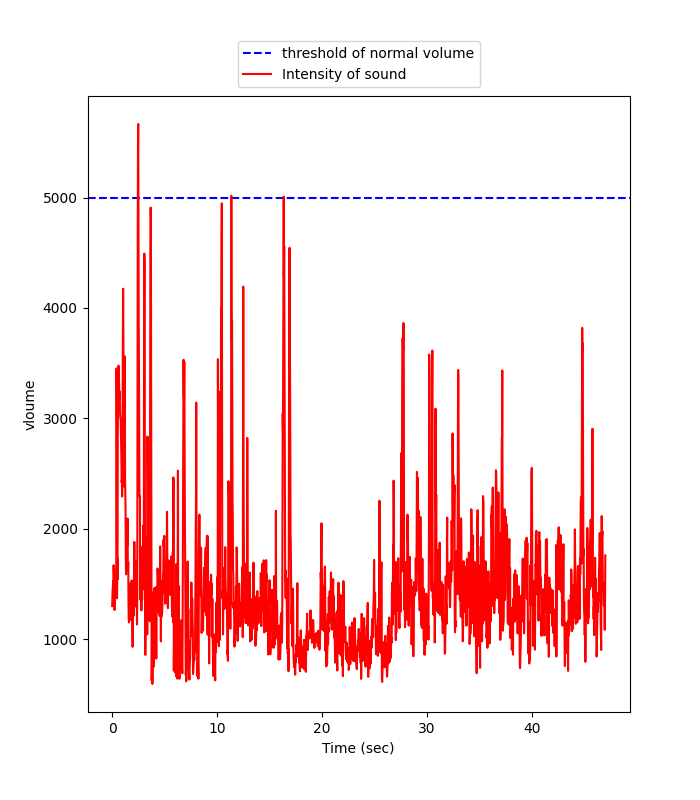 threshold of normal volume
Intensity of sound
5000
4000
3000
2000
1000
vloume
0 10 20 30 40
Time (sec)